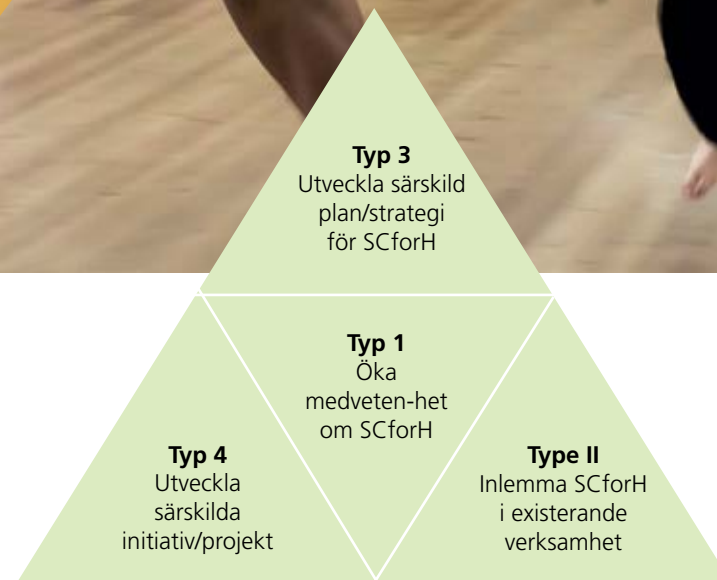 Typ 3
Utveckla särskild
plan/strategi
för SCforH
Typ 1
Öka
medveten-het
om SCforH
Typ 4
Utveckla
särskilda
initiativ/projekt
Type II
Inlemma SCforH
i existerande
verksamhet